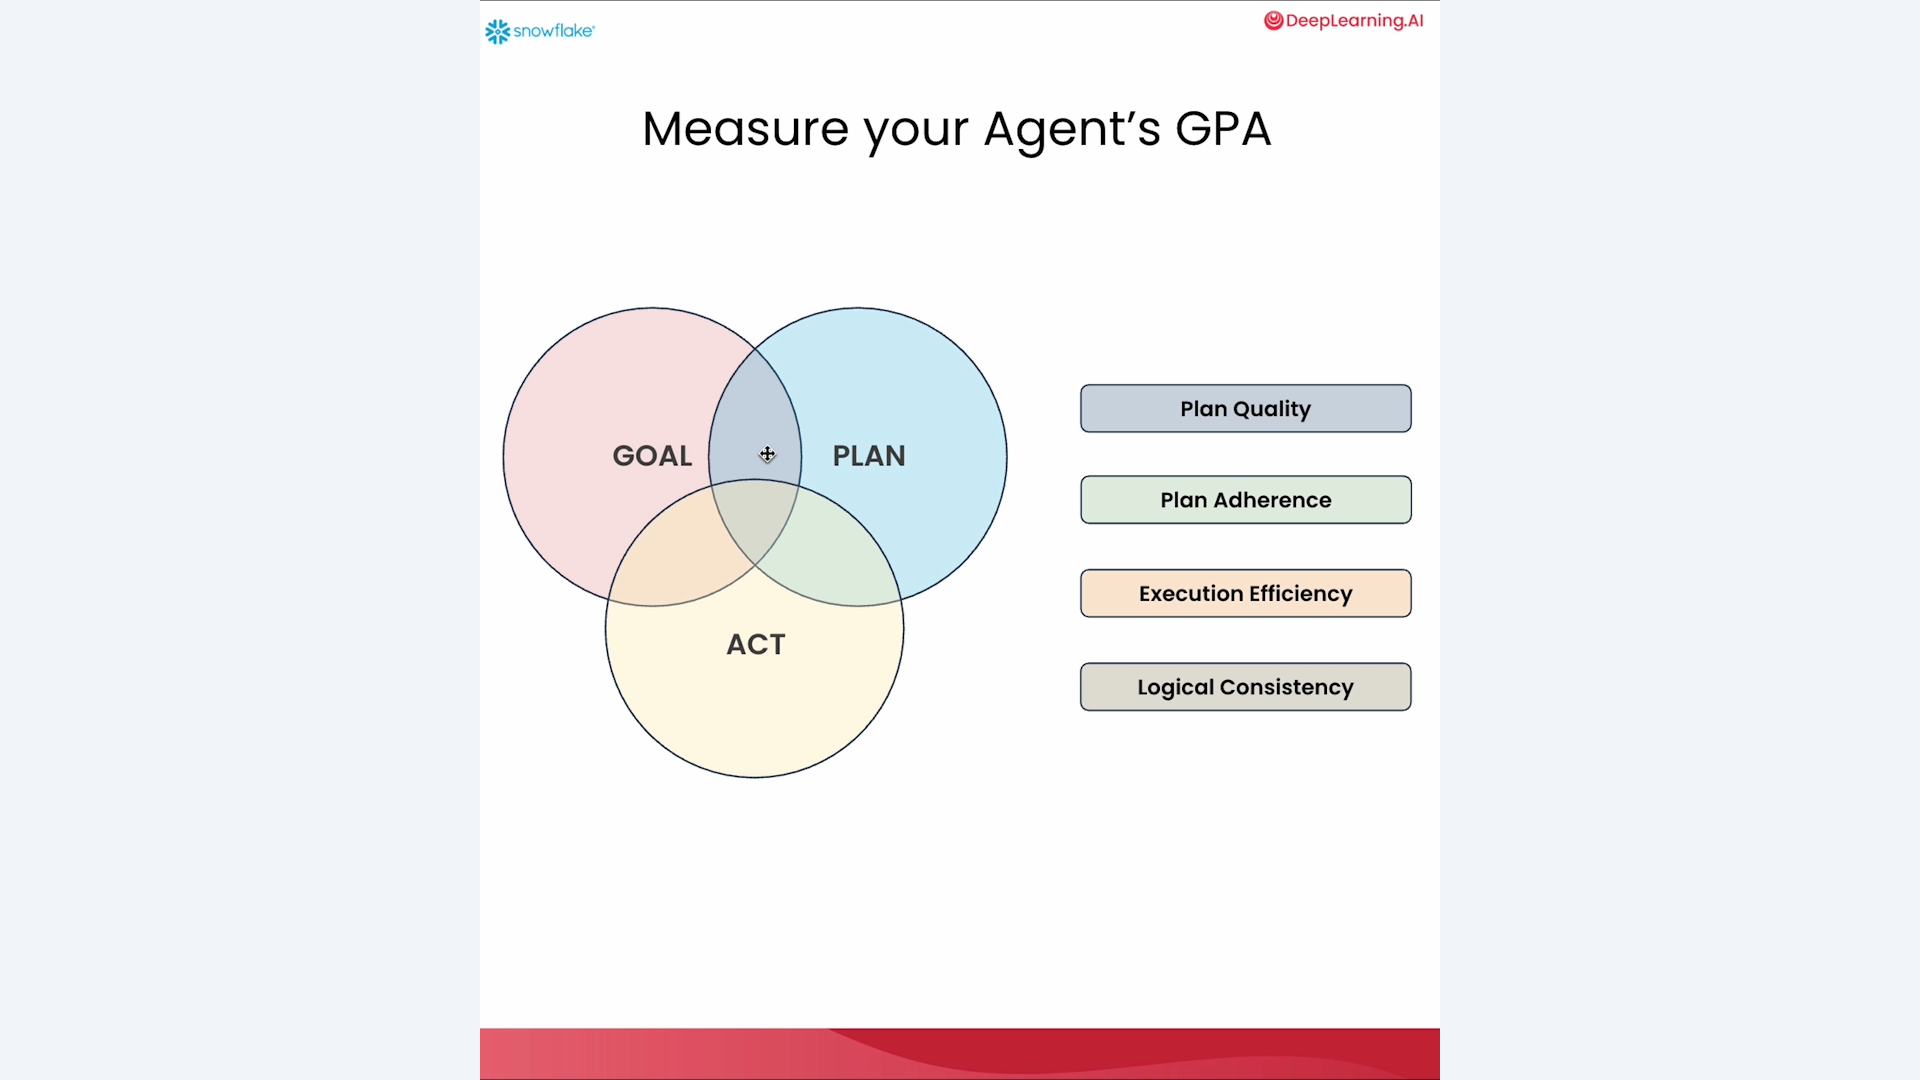 snowflake®
DeepLearning.AI
Measure your Agent’s GPA
GOAL
PLAN
ACT
Plan Quality
Plan Adherence
Execution Efficiency
Logical Consistency